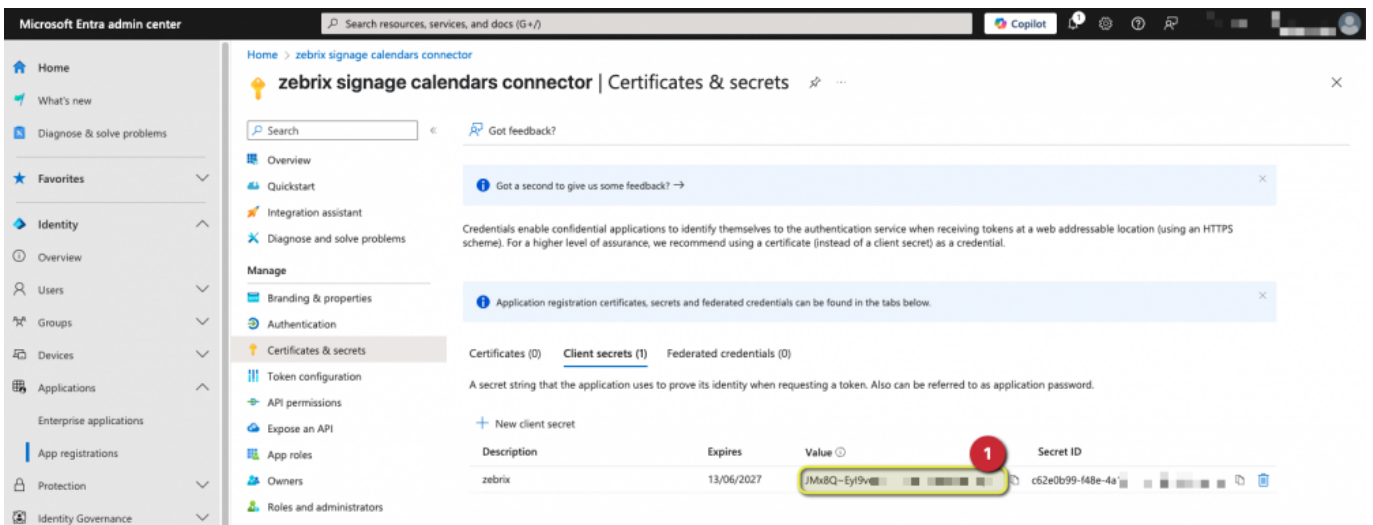 Microsoft Entra admin center
Search resources, services, and docs (G+/)
Copilot
Home
What's new
Diagnose & solve problems
Favorites
Identity
Overview
Users
Groups
Devices
Applications
Enterprise applications
App registrations
Protection
Identity Governance
Home > zebrix signage calendars connector
zebrix signage calendars connector | Certificates & secrets
Search
Overview
Quickstart
Integration assistant
Diagnose and solve problems
Manage
Branding & properties
Authentication
Certificates & secrets
Token configuration
API permissions
Expose an API
App roles
Owners
Roles and administrators
Got feedback?
Got a second to give us some feedback? →
Credentials enable confidential applications to identify themselves to the authentication service when receiving tokens at a web addressable location (using an HTTPS
scheme). For a higher level of assurance, we recommend using a certificate (instead of a client secret) as a credential.
Application registration certificates, secrets and federated credentials can be found in the tabs below.
Certificates (0) Client secrets (1) Federated credentials (0)
A secret string that the application uses to prove its identity when requesting a token. Also can be referred to as application password.
New client secret
Description Expires Value 1 Secret ID
zebrix 13/06/2027 c62e0b99-f48e-4a